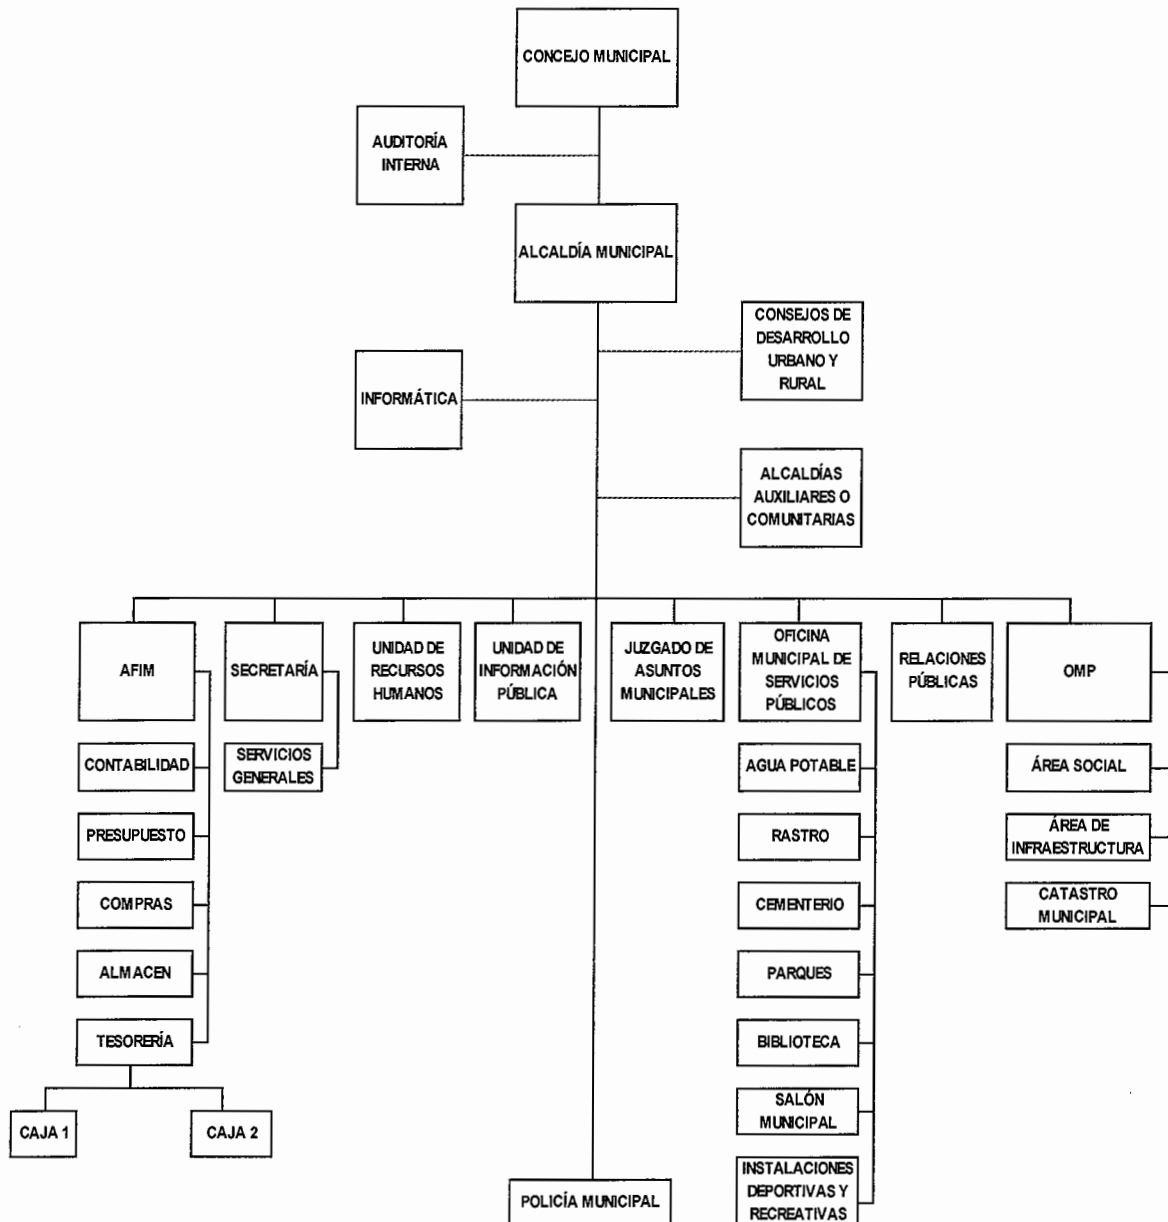 CONCEJO MUNICIPAL
AUDITORÍA
INTERNA
ALCALDÍA MUNICIPAL
CONSEJOS DE
DESARROLLO
URBANO Y
RURAL
INFORMÁTICA
ALCALDÍAS
AUXILIARES O
COMUNITARIAS
AFIM
SECRETARÍA
UNIDAD DE
RECURSOS
HUMANOS
UNIDAD DE
INFORMACIÓN
PÚBLICA
JUZGADO DE
ASUNTOS
MUNICIPALES
OFICINA
MUNICIPAL DE
SERVICIOS
PÚBLICOS
RELACIONES
PÚBLICAS
OMP
CONTABILIDAD
PRESUPUESTO
COMPRAS
ALMACEN
TESORERÍA
CAJA 1
CAJA 2
SERVICIOS
GENERALES
AGUA POTABLE
RASTRO
CEMENTERIO
PARQUES
BIBLIOTECA
SALÓN
MUNICIPAL
INSTALACIONES
DEPORTIVAS Y
RECREATIVAS
ÁREA SOCIAL
ÁREA DE
INFRAESTRUCTURA
CATASTRO
MUNICIPAL
POLICÍA MUNICIPAL